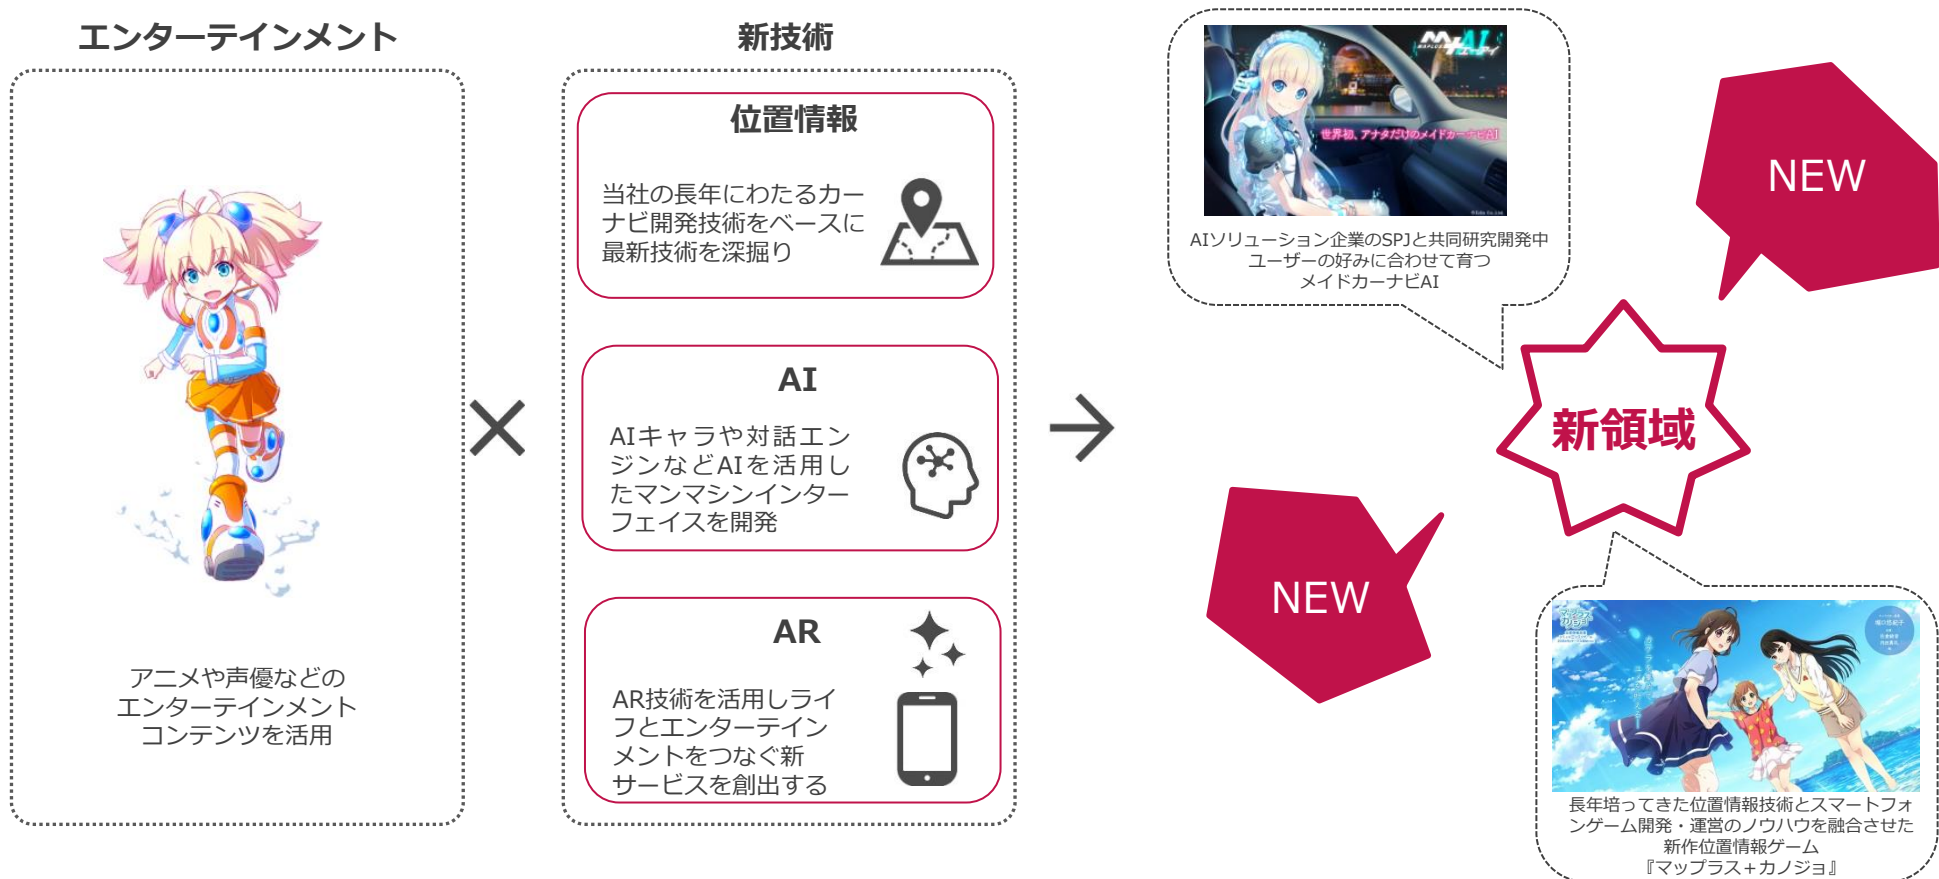 エンターテインメント
アニメや声優などの
エンターテインメント
コンテンツを活用
新技術
位置情報
当社の長年にわたるカー
ナビ開発技術をベースに
最新技術を深掘り
AI
AIキャラや対話エン
ジンなどAIを活用し
たマンマシンインター
フェイスを開発
AR
AR技術を活用しライ
フとエンターテイン
メントをつなぐ新
サービスを創出する
世界初、アナタだけのメイドカーナビAI
AIソリューション企業のSPJと共同研究開発中
ユーザーの好みに合わせて育つ
メイドカーナビAI
NEW
新領域
NEW
長年培ってきた位置情報技術とスマートフォ
ンゲーム開発・運営のノウハウを融合させた
新作位置情報ゲーム
『マップラス+カノジョ』